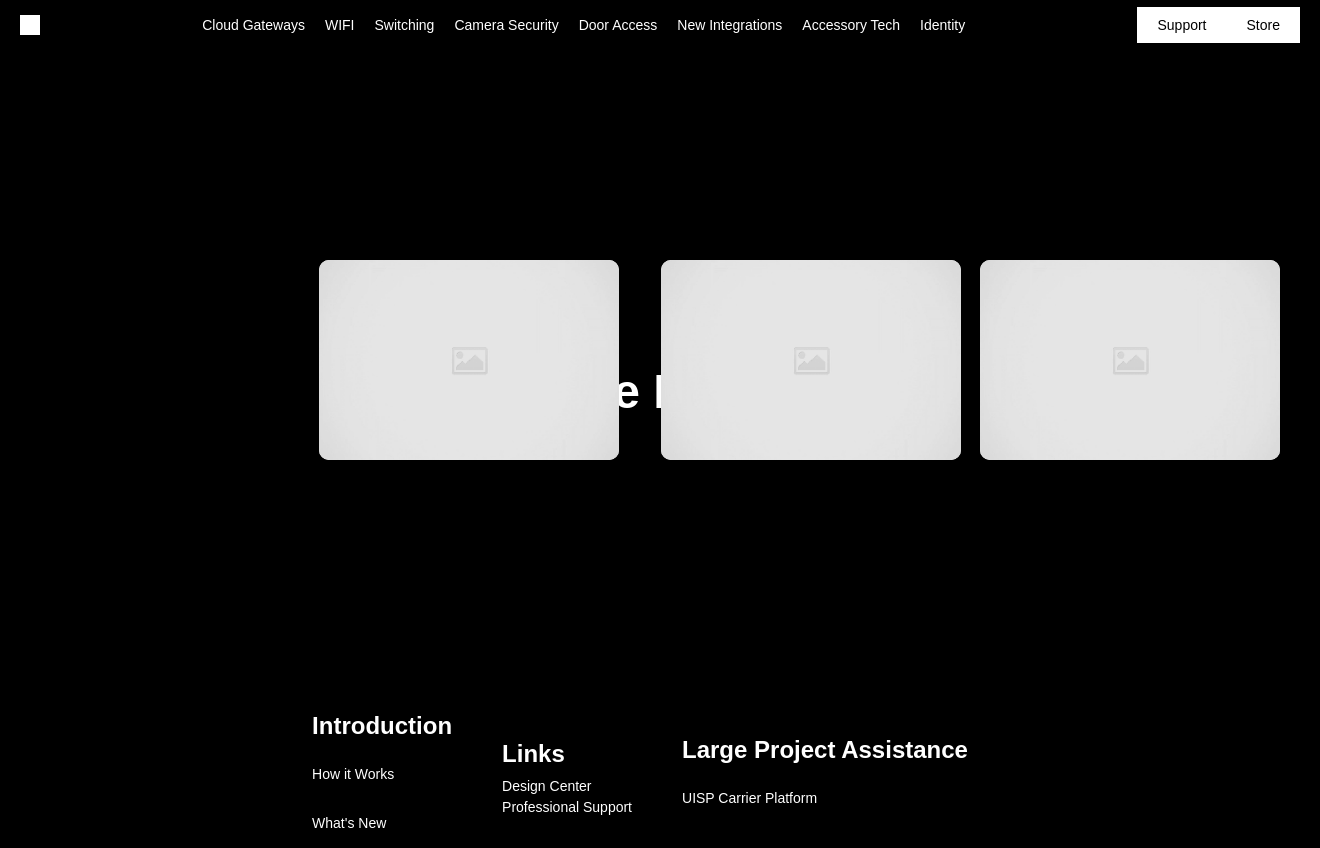 Cloud Gateways WIFI Switching Camera Security Door Access New Integrations Accessory Tech Identity Support Store
Introduction
How it Works
What's New
Links
Design Center
Professional Support
Large Project Assistance
UISP Carrier Platform